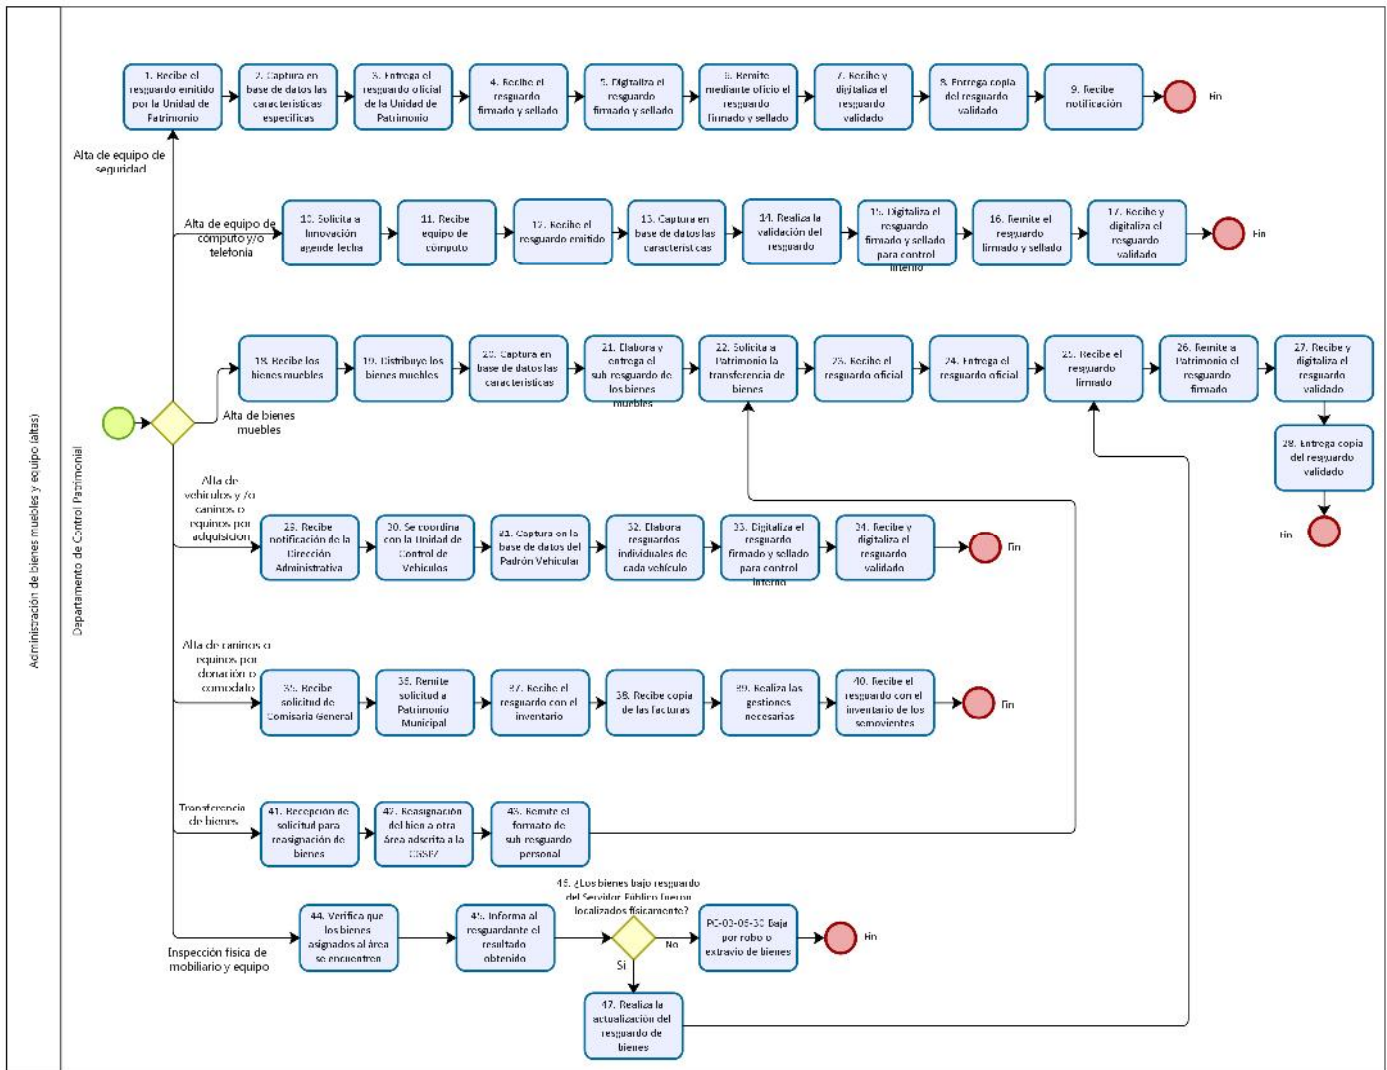 Administración de bienes muebles y equipo (altas)
Departamento de Control Patrimonial
1. Recibe el
resguardo emitido
por la Unidad de
Patrimonio
2. Captura en
base de datos las
características
especificas
3. Entrega el
resguardo oficial
de la Unidad de
Patrimonio
4. Recibe el
resguardo
firmado y sellado
5. Digitaliza el
resguardo
firmado y sellado
6. Remite
mediante oficio el
resguardo
firmado y sellado
7. Recibe y
digitaliza el
resguardo
validado
8. Entrega copia
del resguardo
validado
9. Recibe
notificación
Fin
Alta de equipo de
seguridad
Alta de equipo de
cómputo y/o
telefonía
10. Solicita a
Innovación
agende fecha
11. Recibe
equipo de
cómputo
12. Recibe el
resguardo emitido
13. Captura en
base de datos las
características
14. Realiza la
validación del
resguardo
15. Digitaliza el
resguardo
firmado y sellado
para control
interno
16. Remite el
resguardo
firmado y sellado
17. Recibe y
digitaliza el
resguardo
validado
Fin
18. Recibe los
bienes muebles
19. Distribuye los
bienes muebles
20. Captura en
base de datos las
características
21. Elabora y
entrega el
sub resguardo de
los bienes
muebles
22. Solicita a
Patrimonio la
transferencia de
bienes
23. Recibe el
resguardo oficial
24. Entrega el
resguardo oficial
25. Recibe el
resguardo
firmado
26. Remite a
Patrimonio el
resguardo
firmado
27. Recibe y
digitaliza el
resguardo
validado
Alta de bienes
muebles
28. Entrega copia
del resguardo
validado
Fin
Alta de
vehículos y /o
caninos o
equinos por
adquisición
29. Recibe
notificación de la
Dirección
Administrativa
30. Se coordina
con la Unidad de
Control de
Vehículos
31. Captura en la
base de datos del
Padrón Vehicular
32. Elabora
resguardos
individuales de
cada vehículo
33. Digitaliza el
resguardo
firmado y sellado
para control
interno
34. Recibe y
digitaliza el
resguardo
validado
Fin
Alta de caninos o
equinos por
donación o
comodato
35. Recibe
solicitud de
Comisaría General
36. Remite
solicitud a
Patrimonio
Municipal
37. Recibe el
resguardo con el
inventario
38. Recibe copia
de las facturas
39. Realiza las
gestiones
necesarias
40. Recibe el
resguardo con el
inventario de los
semovientes
Fin
Transferencia
de bienes
41. Recepción de
solicitud para
reasignación de
bienes
42. Reasignación
del bien a otra
área adscrita a la
CGSPZ
43. Remite el
formato de
sub resguardo
personal
Inspección física de
mobiliario y equipo
44. Verifica que
los bienes
asignados al área
se encuentren
45. Informa al
resguardante el
resultado
obtenido
46. ¿Los bienes bajo resguardo
del Servidor Público fueron
localizados físicamente?
No
Si
PC-03-05-30 Baja
por robo o
extravio de bienes
Fin
47. Realiza la
actualización del
resguardo de
bienes